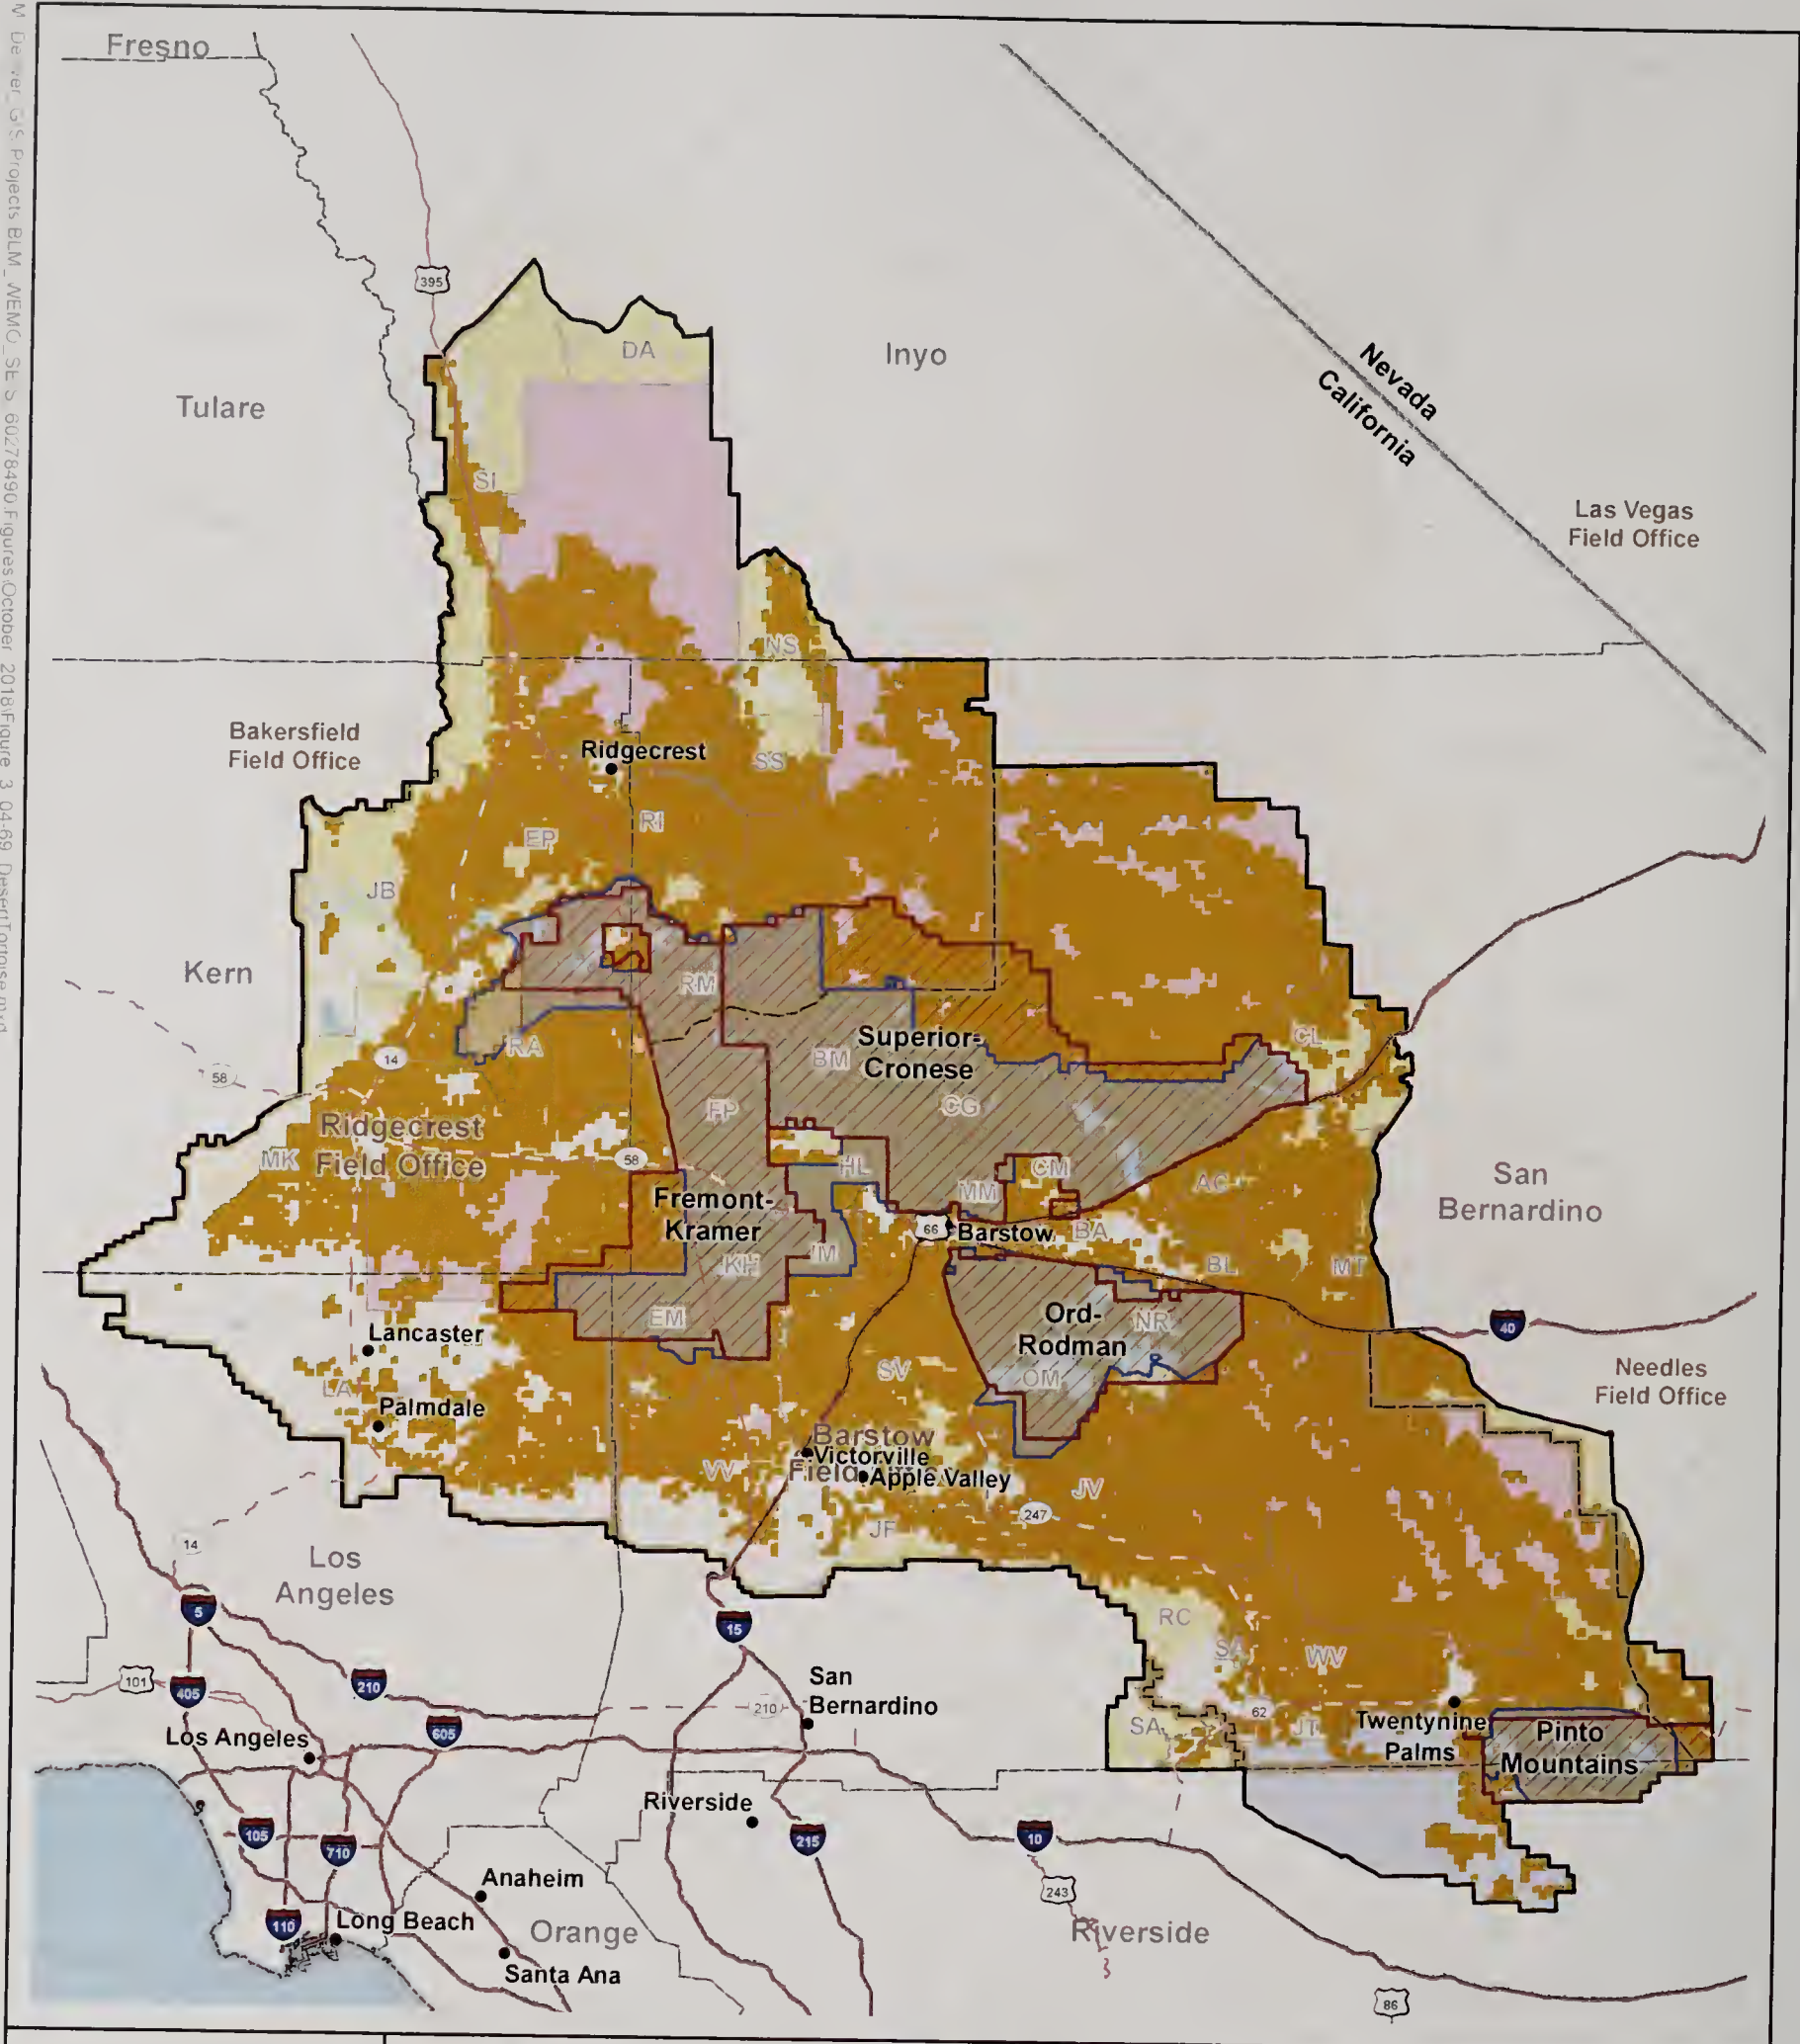 Fresno
395
DA
Inyo
Tulare
Nevada
California
SI
Las Vegas
Field Office
NS
Bakersfield
Field Office
Ridgecrest
SS
RI
EP
JB
Kern
RM
Superior-
Cronese
CL
RA
BM
14
58
FP
CG
Ridgecrest
Field Office
MK
58
HL
CM
San
Bernardino
MM
AC
Fremont-
Kramer
66
Barstow
BA
IM
KH
BL
MT
EM
Ord-
Rodman
NR
40
Lancaster
SV
OM
Needles
Field Office
LA
Palmdale
Barstow
Field
Victorville
Apple Valley
VV
JV
247
JF
14
Los
Angeles
5
15
RC
SA
WV
101
405
210
San
Bernardino
210
62
Los Angeles
605
SA
JT
Twentynine
Palms
Pinto
Mountains
Riverside
105
710
215
10
Anaheim
243
110
Long Beach
Orange
Riverside
Santa Ana
86